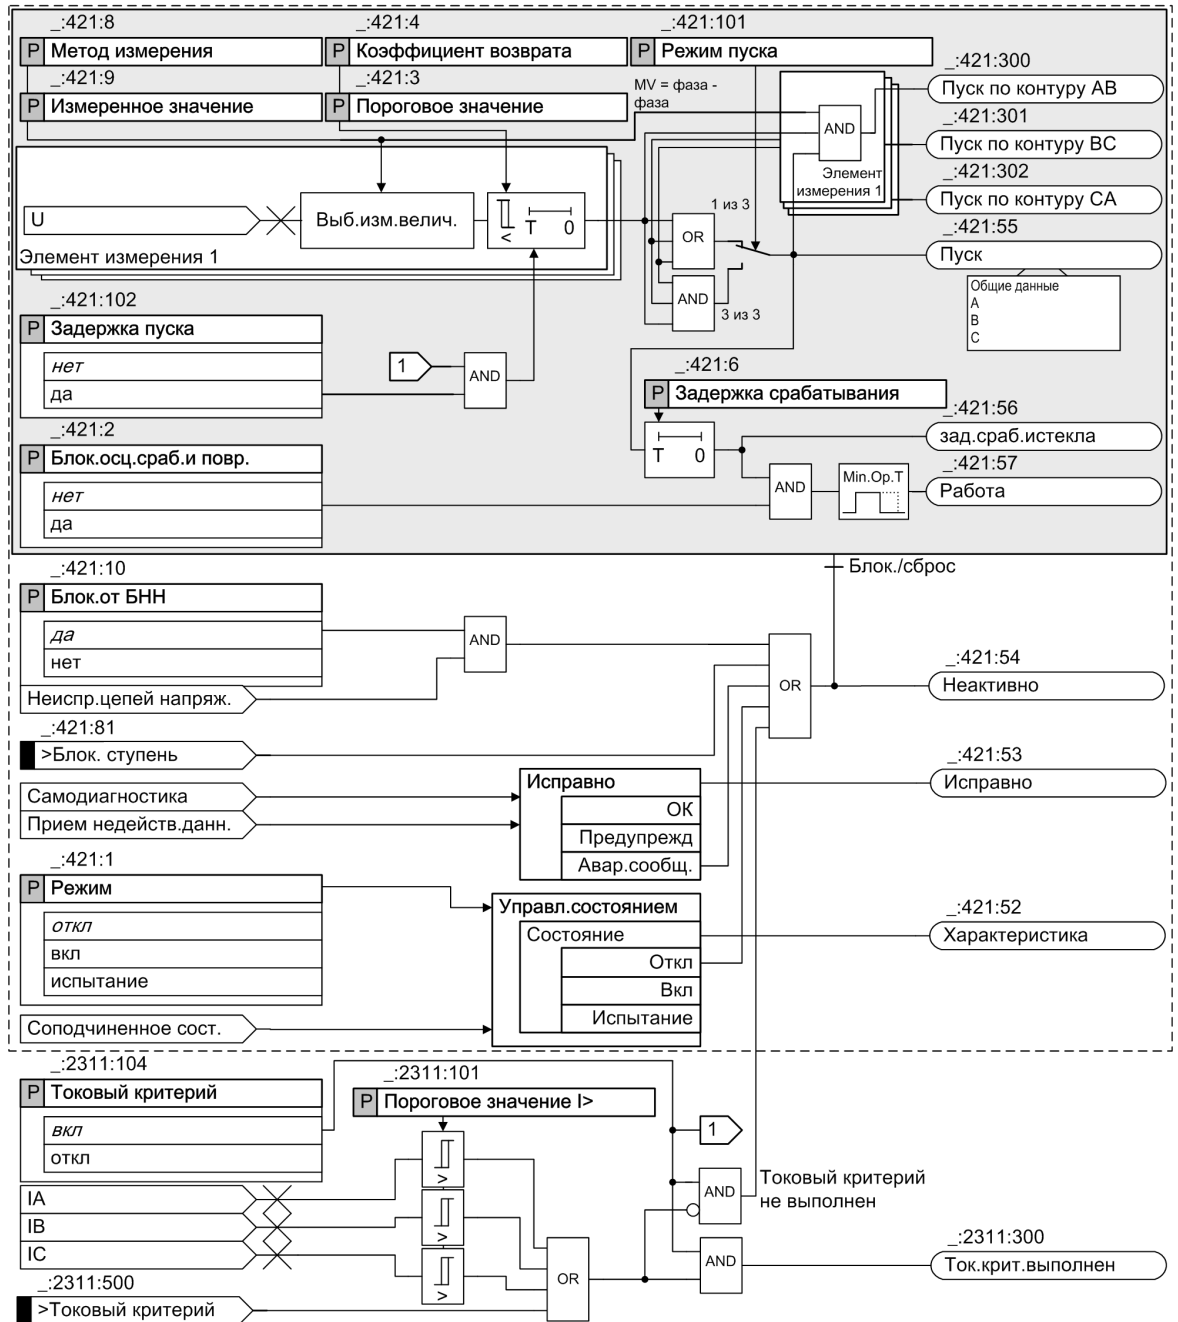 _:421:8
_:421:4
_:421:101
P Метод измерения
P Коэффициент возврата
P Режим пуска
_:421:9
_:421:3
_:421:300
P Измеренное значение
P Пороговое значение
MV = фаза -
фаза
Пуск по контуру АВ
AND
_:421:301
Пуск по контуру ВС
Элемент
измерения 1
_:421:302
Пуск по контуру СА
U
Выб.изм.велич.
T 0
<
1 из 3
OR
_:421:55
Пуск
Элемент измерения 1
Общие данные
A
B
C
_:421:102
AND
3 из 3
P Задержка пуска
нет
да
1
AND
_:421:6
P Задержка срабатывания
_:421:2
_:421:56
T 0
зад.сраб.истекла
P Блок.осц.сраб.и повр.
нет
да
_:421:57
AND
Min.Op.T
Работа
_:421:10
Блок./сброс
P Блок.от БНН
да
нет
AND
Неиспр.цепей напряж.
OR
_:421:54
Неактивно
_:421:81
>Блок. ступень
_:421:53
Исправно
Исправно
ОК
Предупрежд
Авар.сообщ.
Самодиагностика
Прием недейств.данн.
_:421:1
P Режим
откл
вкл
испытание
Управл.состоянием
Состояние
Откл
Вкл
Испытание
_:421:52
Характеристика
Соподчиненное сост.
_:2311:104
_:2311:101
P Токовый критерий
P Пороговое значение I>
вкл
откл
1
>
IA
IB
IC
>
>
AND
Токовый критерий
не выполнен
OR
AND
_:2311:300
Ток.крит.выполнен
_:2311:500
>Токовый критерий